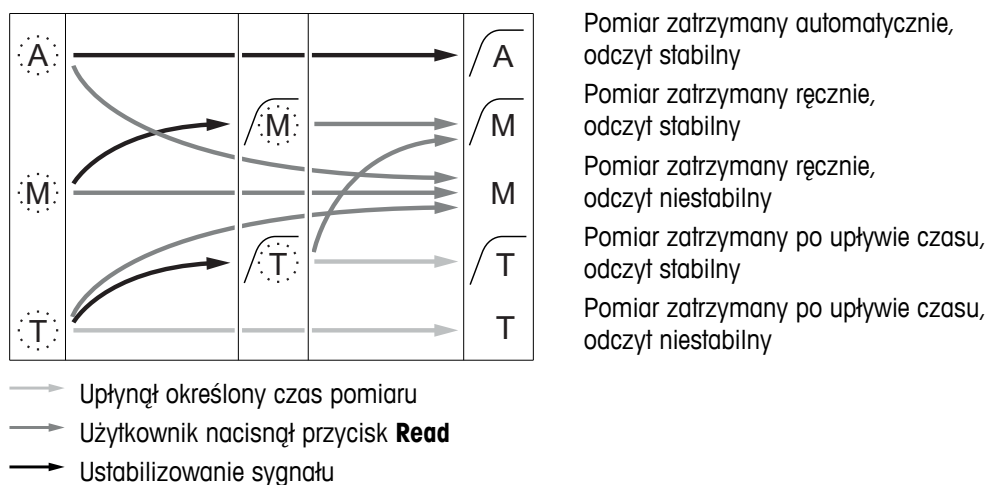 A
A
Pomiar zatrzymany automatycznie,
odczyt stabilny
M
M
Pomiar zatrzymany ręcznie,
odczyt stabilny
M
M
Pomiar zatrzymany ręcznie,
odczyt niestabilny
T
T
Pomiar zatrzymany po upływie czasu,
odczyt stabilny
T
T
Pomiar zatrzymany po upływie czasu,
odczyt niestabilny
Upłynął określony czas pomiaru
Użytkownik nacisnął przycisk Read
Ustabilizowanie sygnału